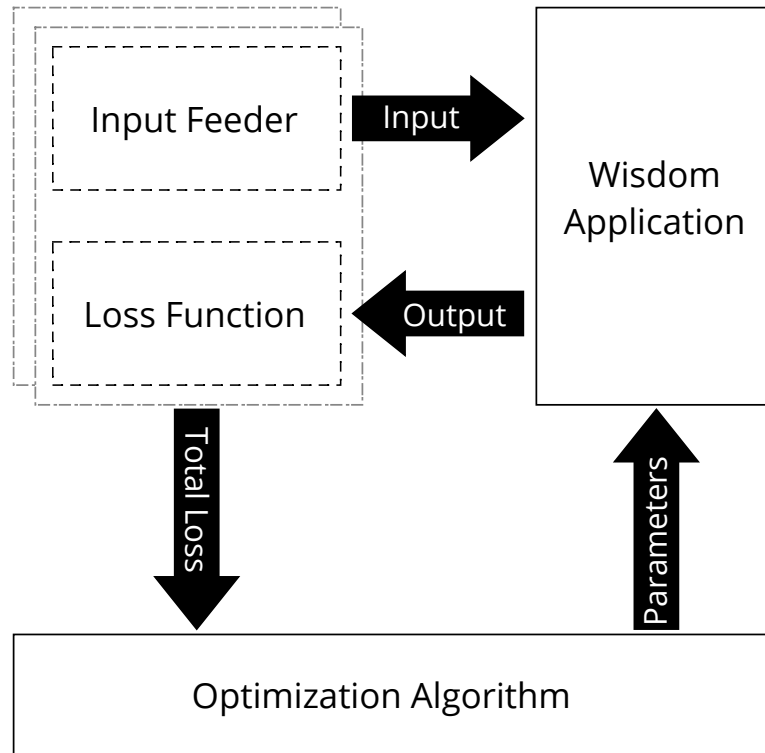 Input Feeder
Input
Wisdom
Application
Loss Function
Output
Total Loss
Parameters
Optimization Algorithm